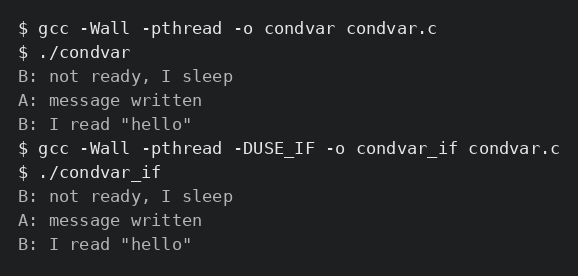 $ gcc -Wall -pthread -o condvar condvar.c
$ ./condvar
B: not ready, I sleep
A: message written
B: I read "hello"
$ gcc -Wall -pthread -DUSE_IF -o condvar_if condvar.c
$ ./condvar_if
B: not ready, I sleep
A: message written
B: I read "hello"